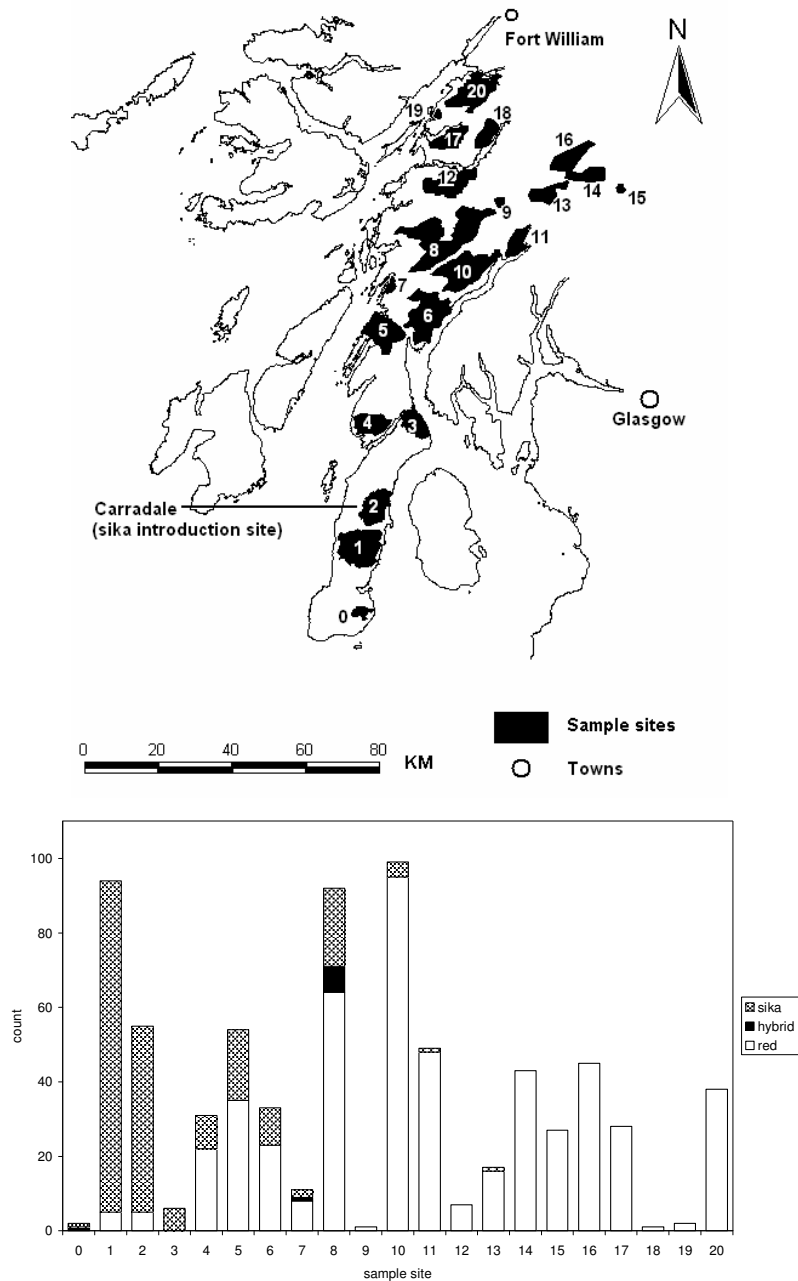 Fort William
N
20
19
18
17
16
12
14
15
13
9
8
11
10
7
6
5
Glasgow
4
3
Carradale
(sika introduction site)
2
1
0
Sample sites
0 20 40 60 80
KM
Towns
100
80
60
40
20
0
count
sika
hybrid
red
0 1 2 3 4 5 6 7 8 9 10 11 12 13 14 15 16 17 18 19 20
sample site